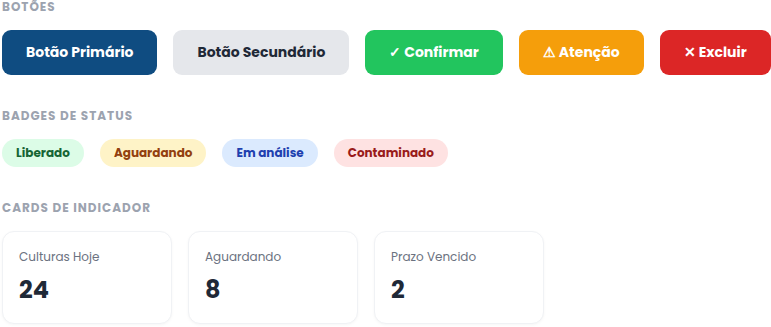 BOTÕES
Botão Primário Botão Secundário ✓ Confirmar ⚠ Atenção ✕ Excluir
BADGES DE STATUS
Liberado Aguardando Em análise Contaminado
CARDS DE INDICADOR
Culturas Hoje Aguardando Prazo Vencido
24 8 2